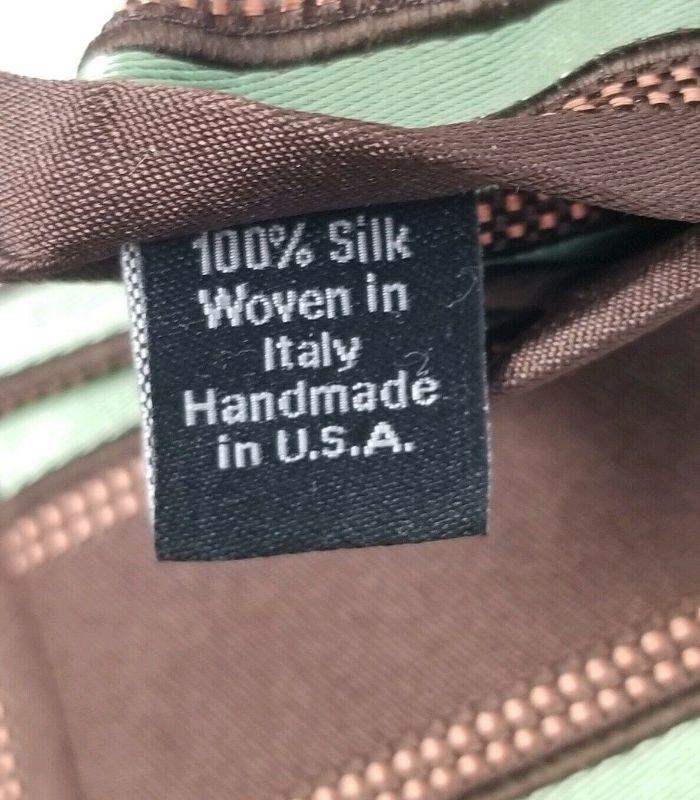 100% Silk
Woven in
Italy
Handmade
in U.S.A.